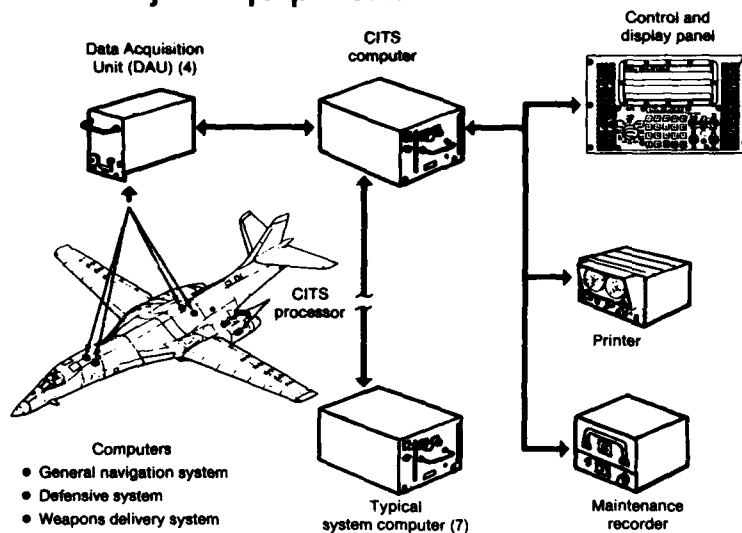 Data Acquisition
Unit (DAU) (4)
CITS
computer
Control and
display panel
CITS
processor
Printer
Computers
● General navigation system
● Defensive system
● Weapons delivery system
Typical
system computer (7)
Maintenance
recorder